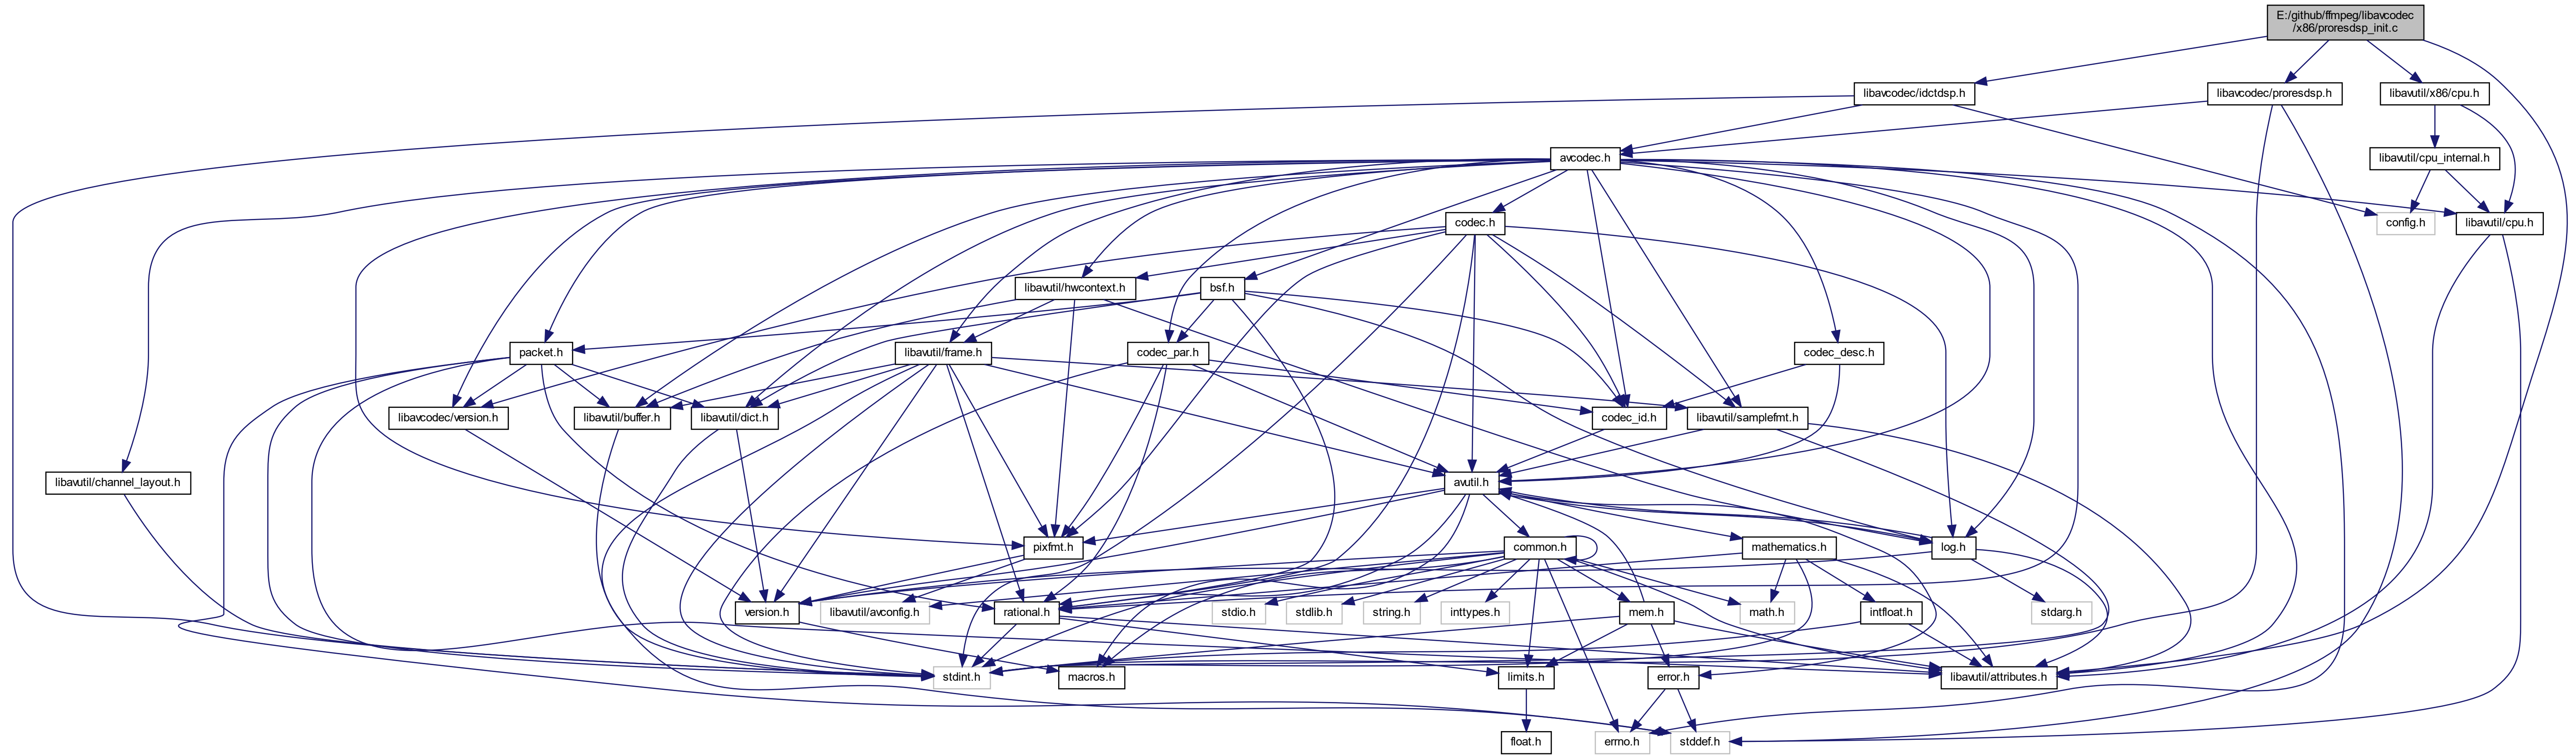 E:/github/ffmpeg/libavcodec
/x86/proresdsp_init.c
libavcodec/idctdsp.h
libavcodec/proresdsp.h
libavutil/x86/cpu.h
avcodec.h
libavutil/cpu_internal.h
codec.h
config.h
libavutil/cpu.h
libavutil/hwcontext.h
bsf.h
packet.h
libavutil/frame.h
codec_par.h
codec_desc.h
libavcodec/version.h
libavutil/buffer.h
libavutil/dict.h
codec_id.h
libavutil/samplefmt.h
libavutil/channel_layout.h
avutil.h
pixfmt.h
common.h
mathematics.h
log.h
version.h
libavutil/avconfig.h
rational.h
stdio.h
stdlib.h
string.h
inttypes.h
mem.h
math.h
intfloat.h
stdarg.h
stdint.h
macros.h
limits.h
error.h
libavutil/attributes.h
float.h
errno.h
stddef.h